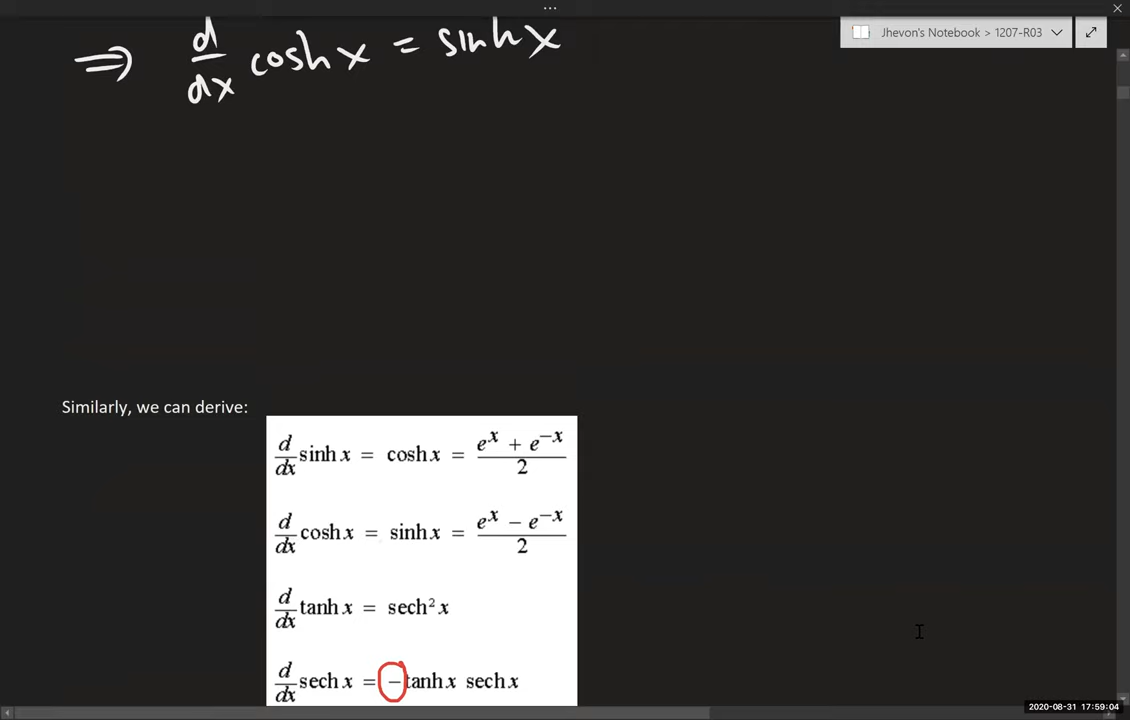 Jhevon's Notebook > 1207-R03
⟹ d/dx cosh x = sinh x
Similarly, we can derive:
d/dx sinh x = cosh x = (e^x + e^−x)/2
d/dx cosh x = sinh x = (e^x − e^−x)/2
d/dx tanh x = sech² x
d/dx sech x = −tanh x sech x
2020-08-31 17:59:04